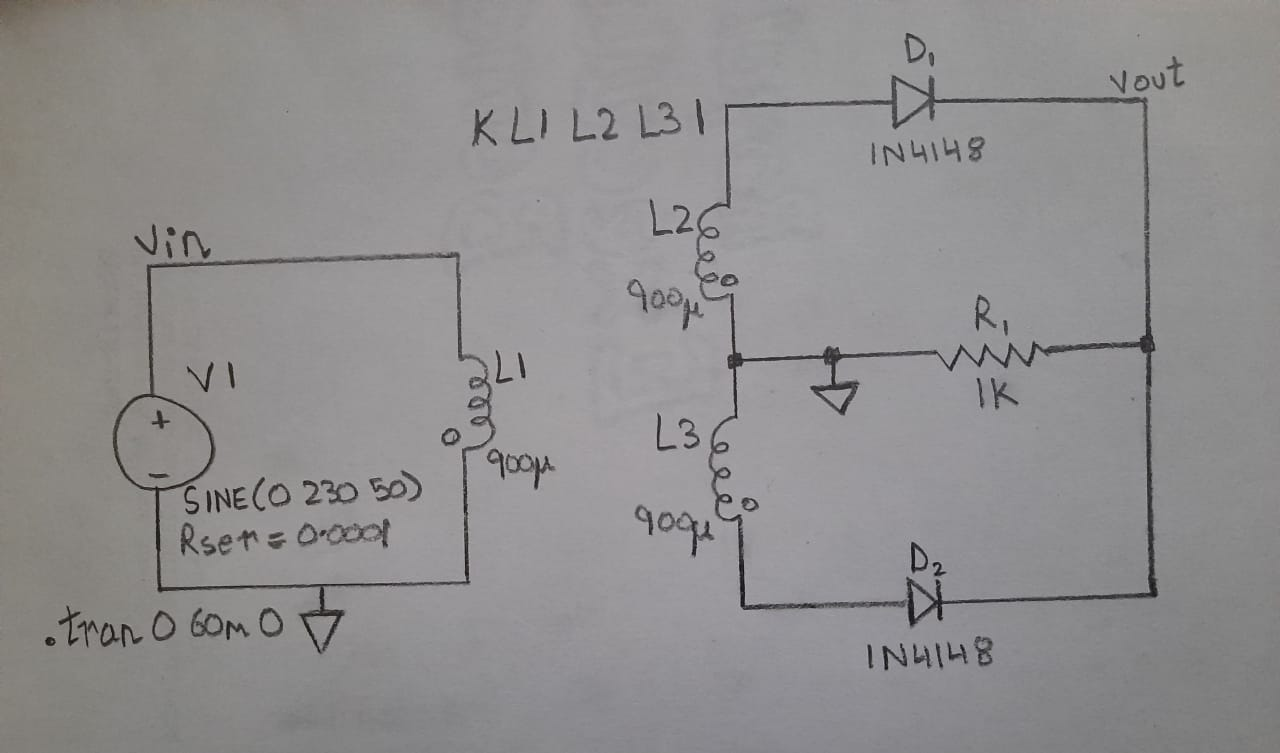 D1
Vout
K L1 L2 L3 1
1N4148
L2
900µ
Vin
V1
+
-
L1
900µ
R1
1K
SINE(0 230 50)
Rser = 0.0001
L3
900µ
D2
1N4148
.tran 0 60m 0